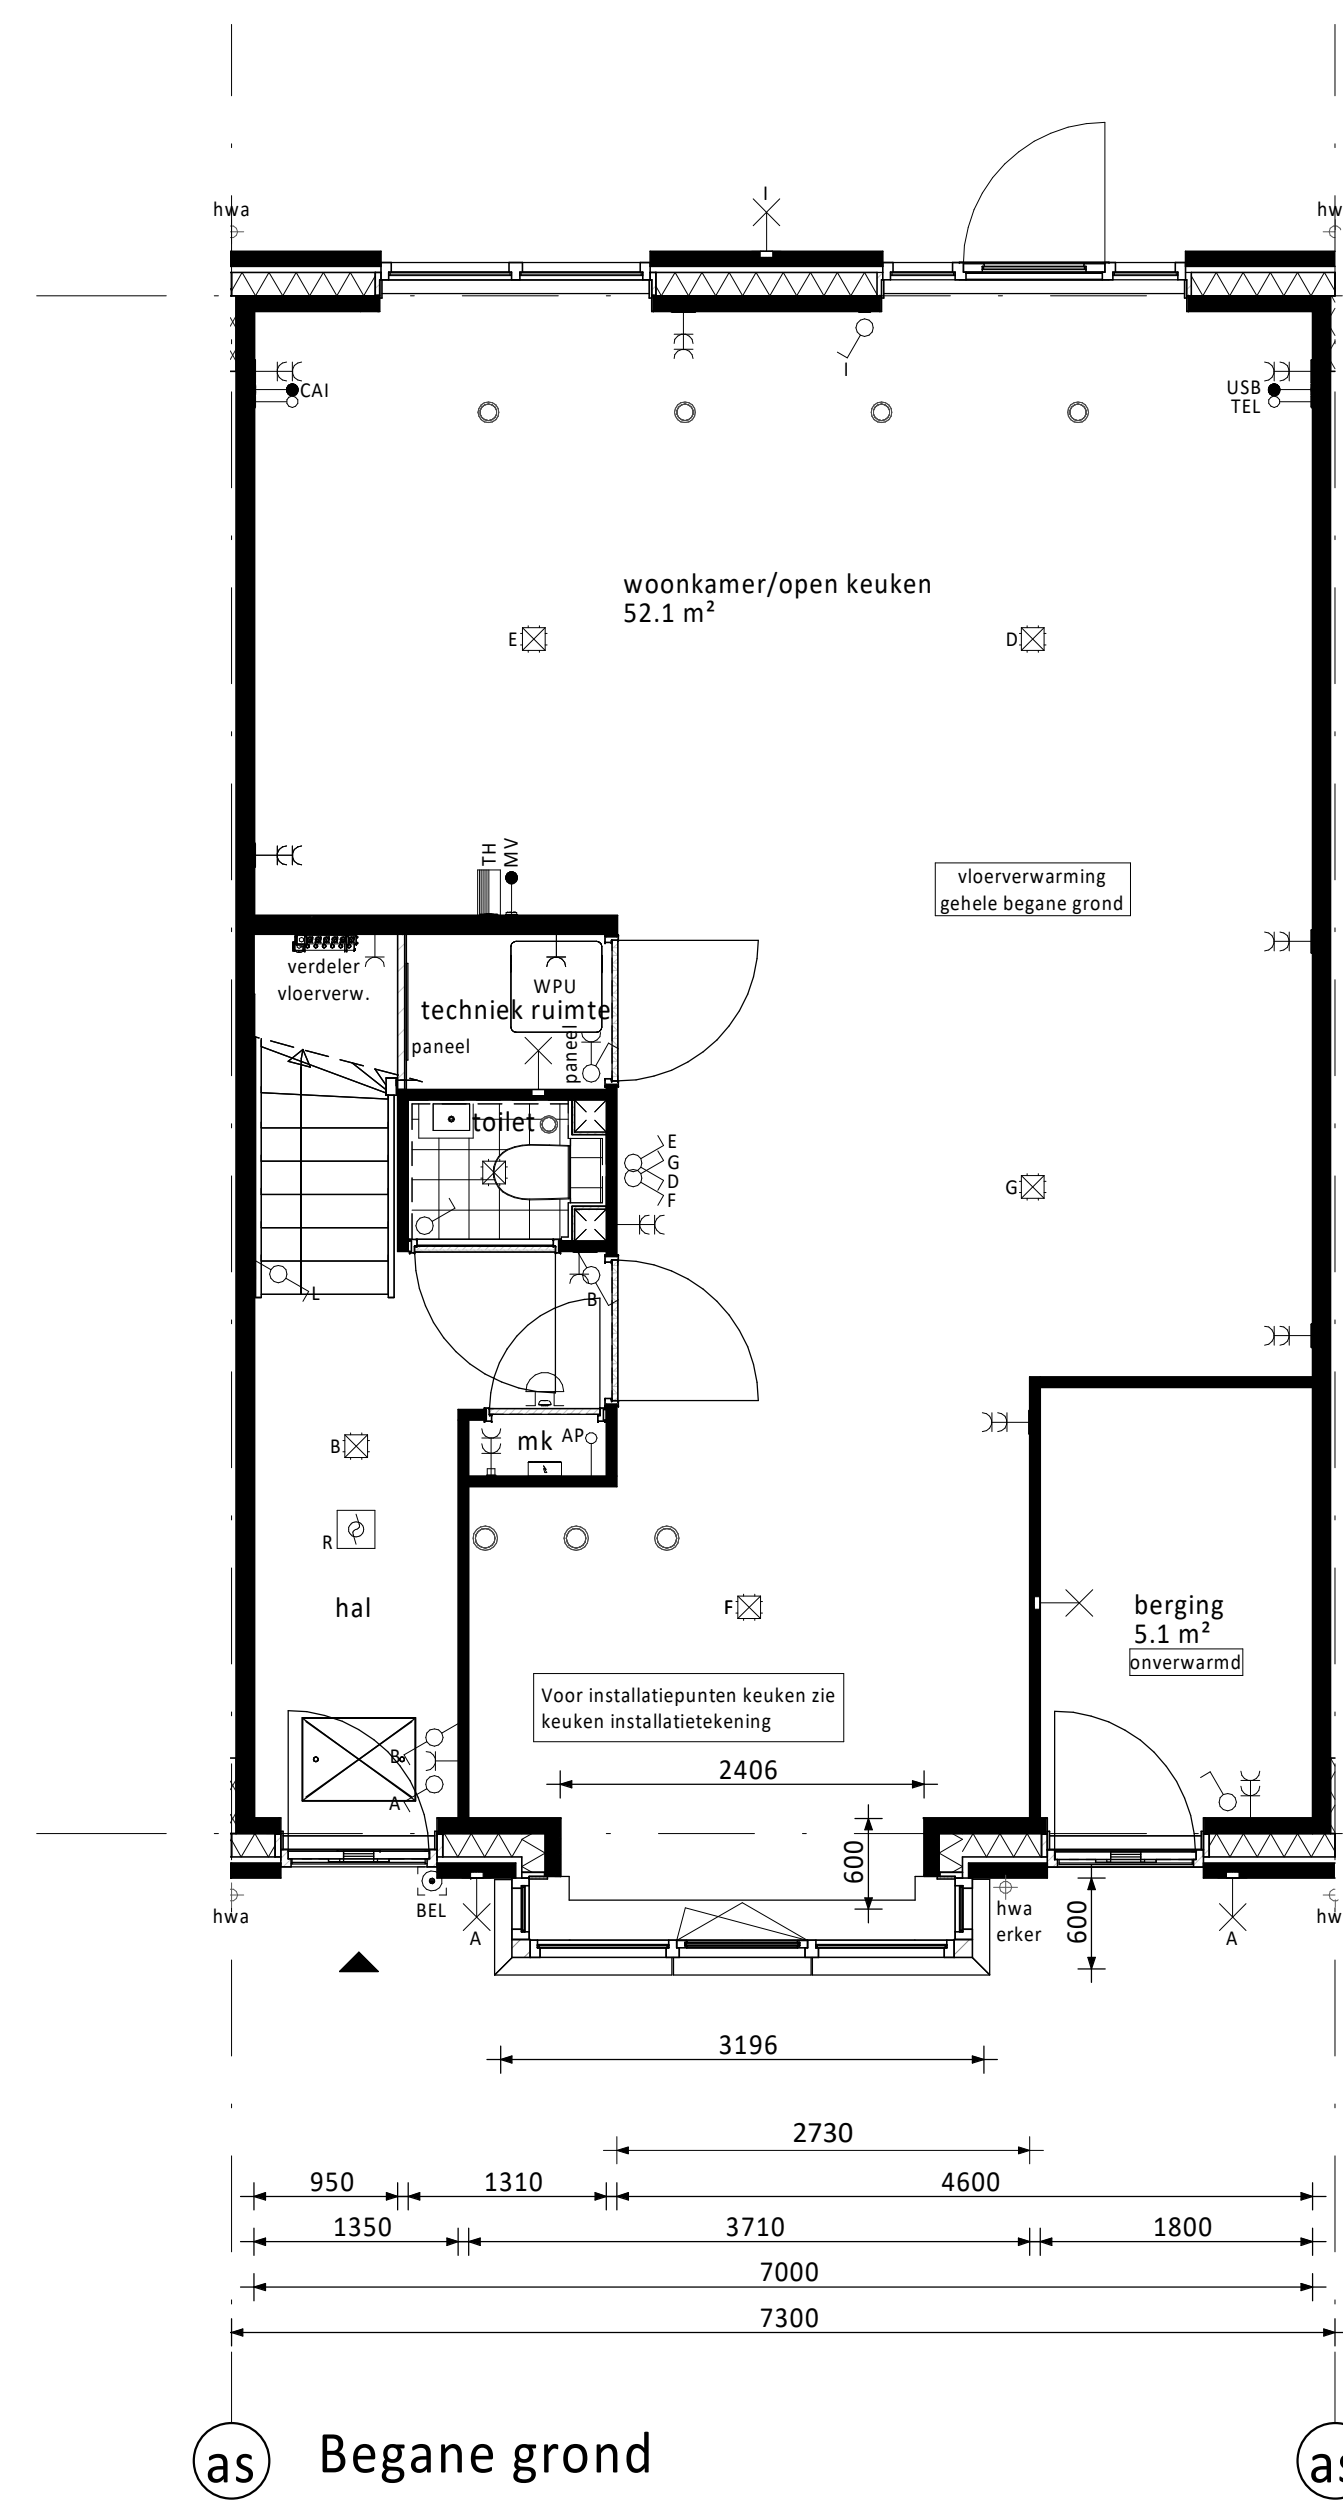 I
hwa
hw
I
CAI
USB
TEL
woonkamer/open keuken
52.1 m²
E
D
TH
MV
vloerverwarming
gehele begane grond
verdeler
vloerverw.
WPU
techniek ruimte
paneel
paneel
toilet
E
G
D
F
G
L
B
mk
AP
B
R
hal
F
berging
5.1 m²
onverwarmd
Voor installatiepunten keuken zie
keuken installatietekening
B
A
2406
600
BEL
hwa
A
hwa
erker
600
A
hw
3196
2730
950
1310
4600
1350
3710
1800
7000
7300
as
Begane grond
as